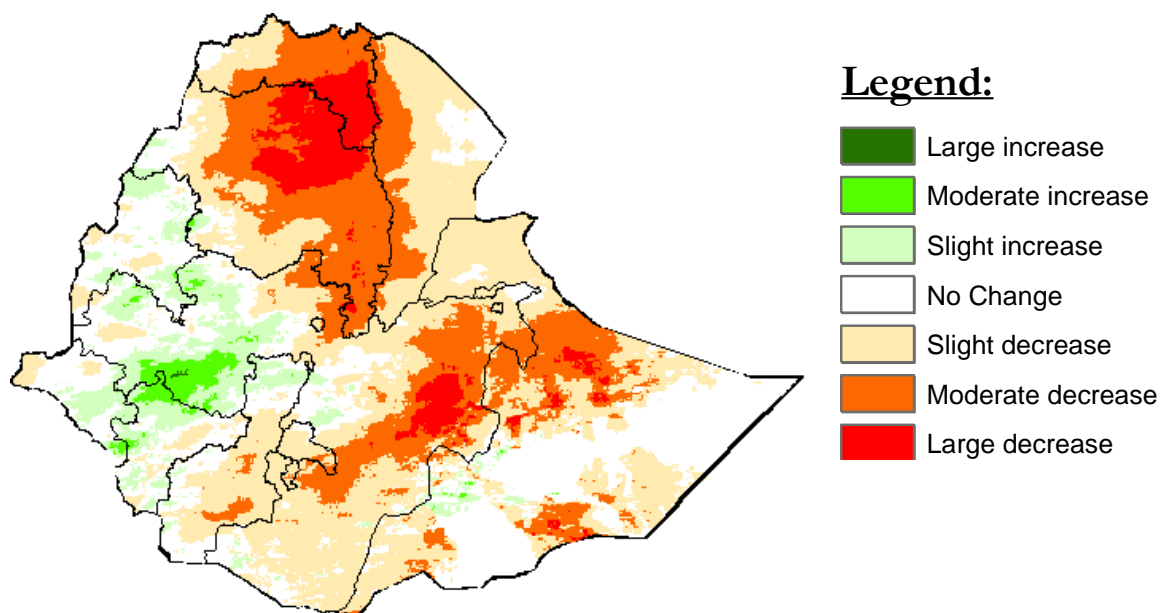 Legend:
Large increase
Moderate increase
Slight increase
No Change
Slight decrease
Moderate decrease
Large decrease